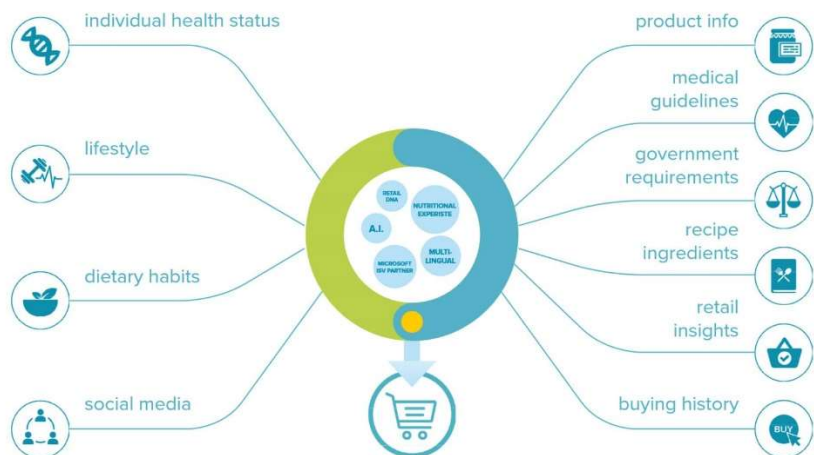 individual health status
lifestyle
dietary habits
social media
RETAIL
DNA
NUTRITIONAL
EXPERISTE
A.I.
MULTI-
LINGUAL
MICROSOFT
ISV PARTNER
product info
medical
guidelines
government
requirements
recipe
ingredients
retail
insights
buying history
BUY